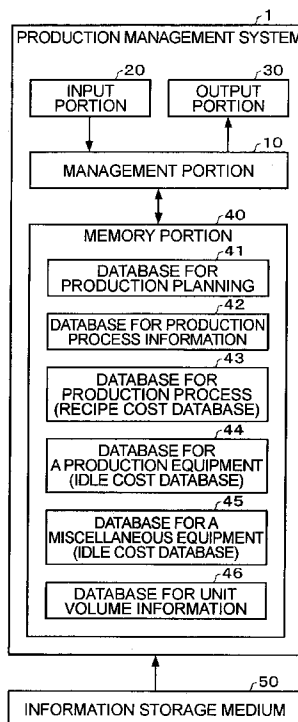 1
PRODUCTION MANAGEMENT SYSTEM
20
30
INPUT
PORTION
OUTPUT
PORTION
10
MANAGEMENT PORTION
40
MEMORY PORTION
41
DATABASE FOR
PRODUCTION PLANNING
42
DATABASE FOR PRODUCTION
PROCESS INFORMATION
43
DATABASE FOR
PRODUCTION PROCESS
(RECIPE COST DATABASE)
44
DATABASE FOR
A PRODUCTION EQUIPMENT
(IDLE COST DATABASE)
45
DATABASE FOR A
MISCELLANEOUS EQUIPMENT
(IDLE COST DATABASE)
46
DATABASE FOR UNIT
VOLUME INFORMATION
50
INFORMATION STORAGE MEDIUM